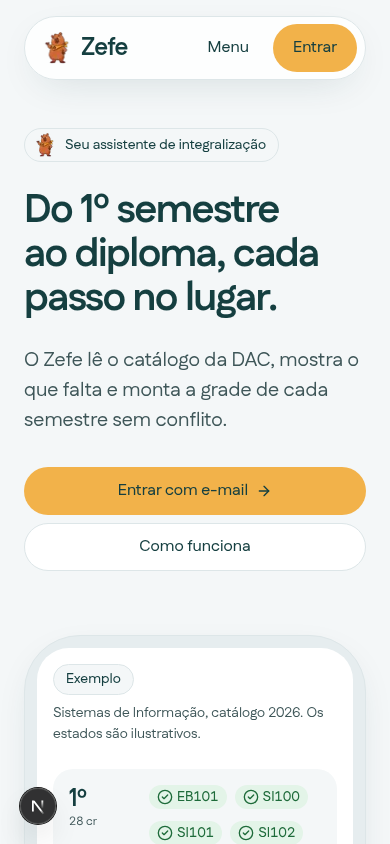 Zefe
Menu
Entrar
Seu assistente de integralização
Do 1º semestre
ao diploma, cada
passo no lugar.
O Zefe lê o catálogo da DAC, mostra o
que falta e monta a grade de cada
semestre sem conflito.
Entrar com e-mail →
Como funciona
Exemplo
Sistemas de Informação, catálogo 2026. Os
estados são ilustrativos.
1º
28 cr
EB101
SI100
SI101
SI102
N